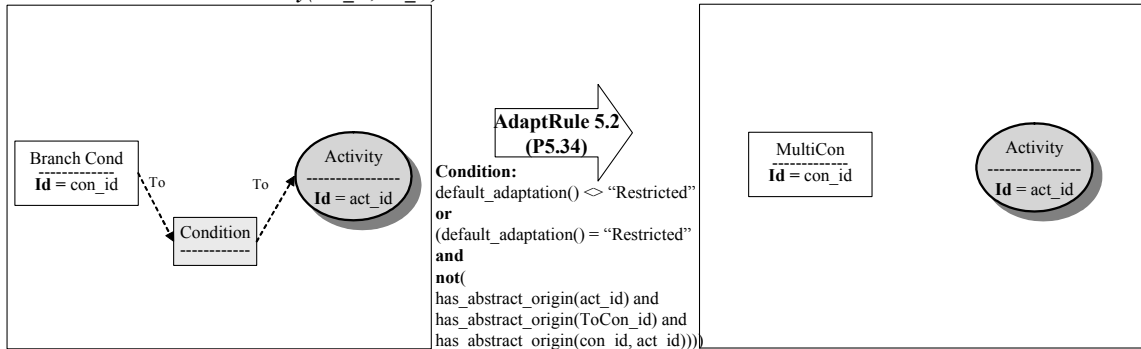 Branch Cond
------------
Id = con_id
To
To
Condition
------------
Activity
--------------
Id = act_id
AdaptRule 5.2
(P5.34)
Condition:
default_adaptation() <> “Restricted”
or
(default_adaptation() = “Restricted”
and
not(
has_abstract_origin(act_id) and
has_abstract_origin(ToCon_id) and
has_abstract_origin(con_id, act_id))))
MultiCon
------------
Id = con_id
Activity
--------------
Id = act_id